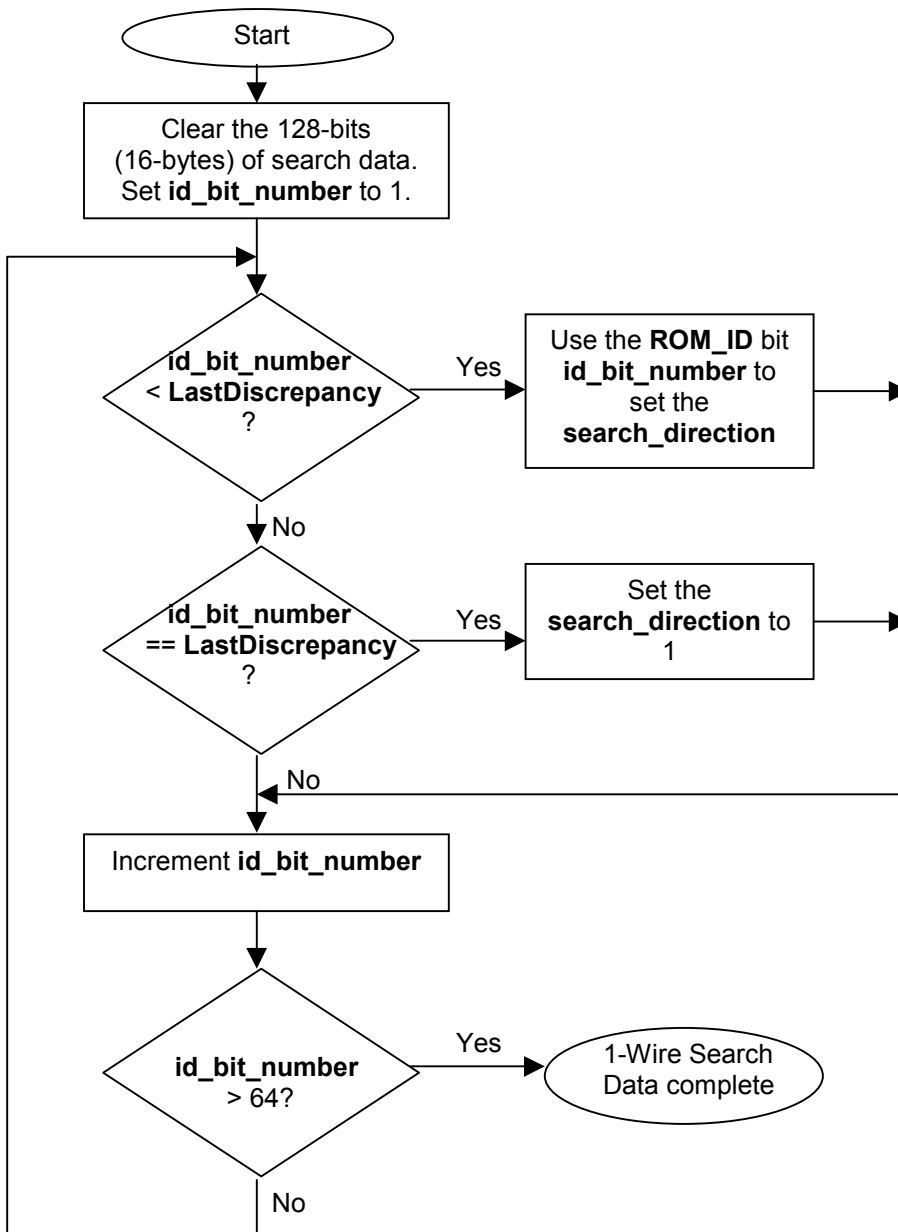 Start
Clear the 128-bits
(16-bytes) of search data.
Set id_bit_number to 1.
id_bit_number
< LastDiscrepancy
?
Yes
Use the ROM_ID bit
id_bit_number to
set the
search_direction
No
id_bit_number
== LastDiscrepancy
?
Yes
Set the
search_direction to
1
No
Increment id_bit_number
id_bit_number
> 64?
Yes
1-Wire Search
Data complete
No